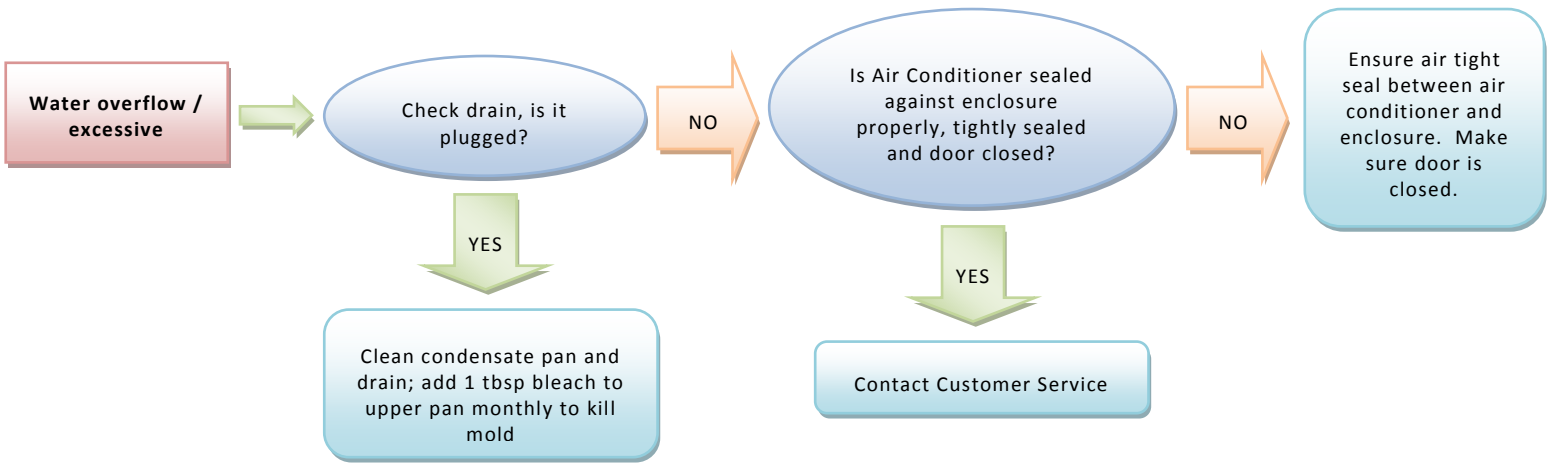 Water overflow /
excessive
Check drain, is it
plugged?
NO
Is Air Conditioner sealed
against enclosure
properly, tightly sealed
and door closed?
NO
Ensure air tight
seal between air
conditioner and
enclosure. Make
sure door is
closed.
YES
YES
Clean condensate pan and
drain; add 1 tbsp bleach to
upper pan monthly to kill
mold
Contact Customer Service